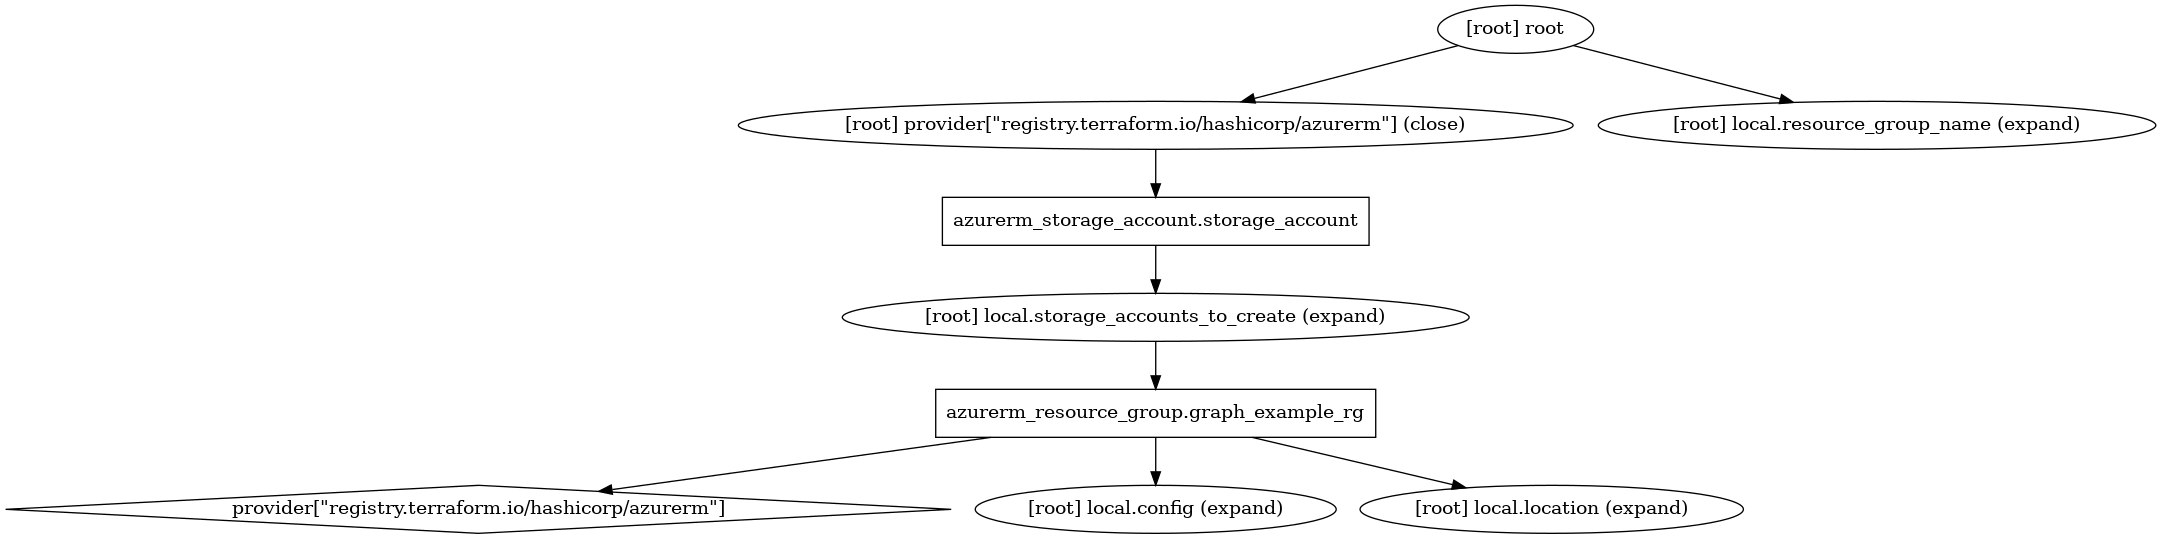 [root] root
[root] provider[\"registry.terraform.io/hashicorp/azurerm\"] (close)
[root] local.resource_group_name (expand)
azurerm_storage_account.storage_account
[root] local.storage_accounts_to_create (expand)
azurerm_resource_group.graph_example_rg
provider[\"registry.terraform.io/hashicorp/azurerm\"]
[root] local.config (expand)
[root] local.location (expand)